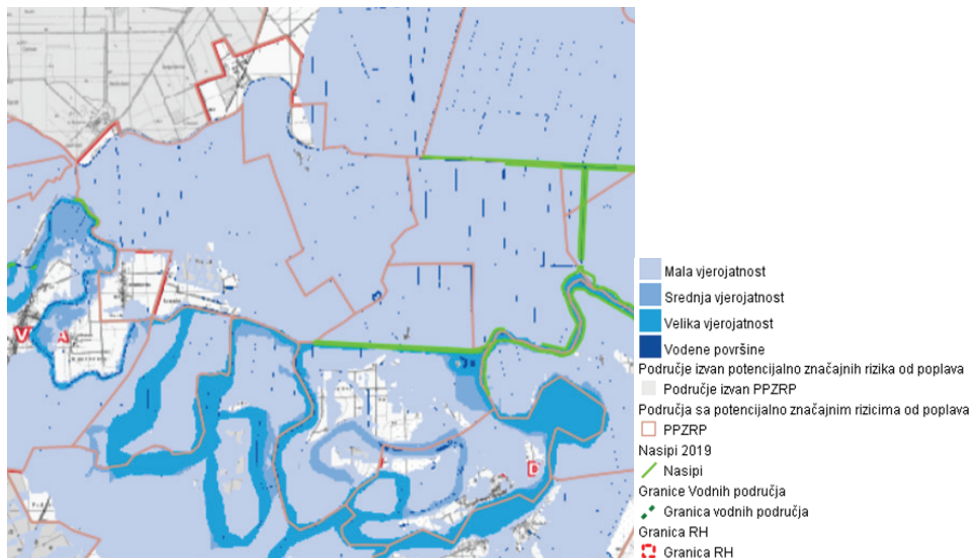 V
A
D
Mala vjerojatnost
Srednja vjerojatnost
Velika vjerojatnost
Vodene površine
Područje izvan potencijalno značajnih rizika od poplava
Područje izvan PPZRP
Područja sa potencijalno značajnim rizicima od poplava
PPZRP
Nasipi 2019
Nasipi
Granice Vodnih područja
Granica vodnih područja
Granica RH
Granica RH